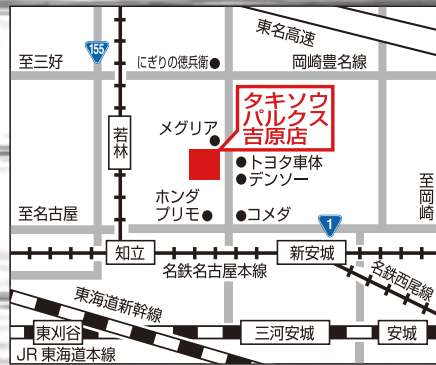 東名高速
155
至三好
にぎりの徳兵衛
岡崎豊名線
タキソウ
パルクス
吉原店
メグリア
若林
トヨタ車体
デンソー
至岡崎
ホンダ
プリモ
コメダ
至名古屋
1
知立
新安城
名鉄名古屋本線
名鉄西尾線
東海道新幹線
東刈谷
三河安城
安城
JR東海道本線